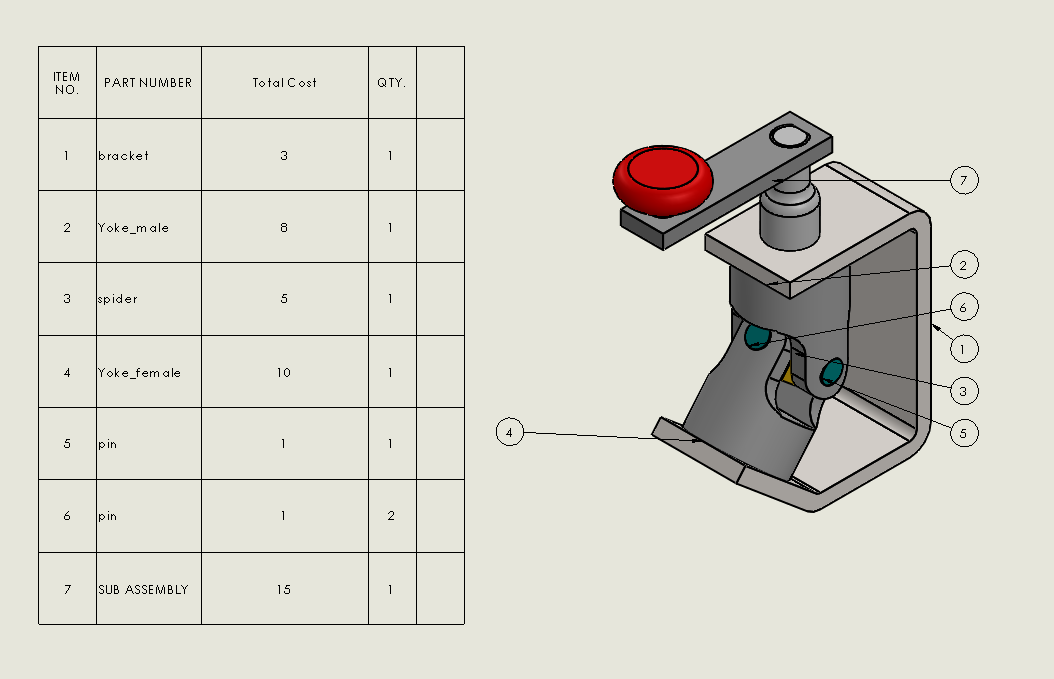 ITEM NO. PART NUMBER Total Cost QTY.
1 bracket 3 1
2 Yoke_male 8 1
3 spider 5 1
4 Yoke_female 10 1
5 pin 1 1
6 pin 1 2
7 SUB ASSEMBLY 15 1
7
2
6
1
3
4
5